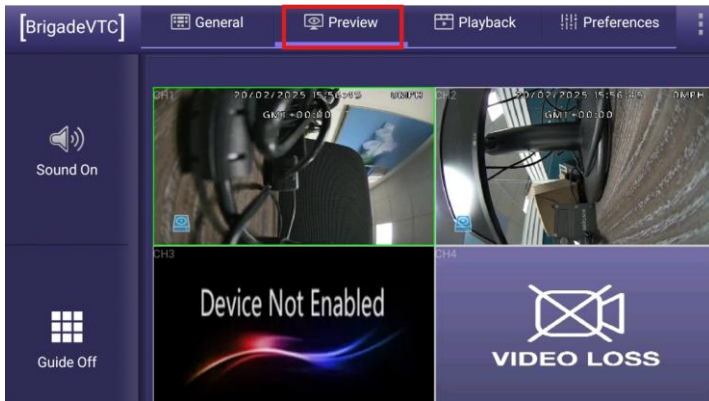 [BrigadeVTC]
General
Preview
Playback
Preferences
Sound On
Guide Off
CH1
20/02/2025 15:56:45 0MPH
GMT+00:00
CH2
20/02/2025 15:56:45 0MPH
GMT+00:00
CH3
Device Not Enabled
CH4
VIDEO LOSS